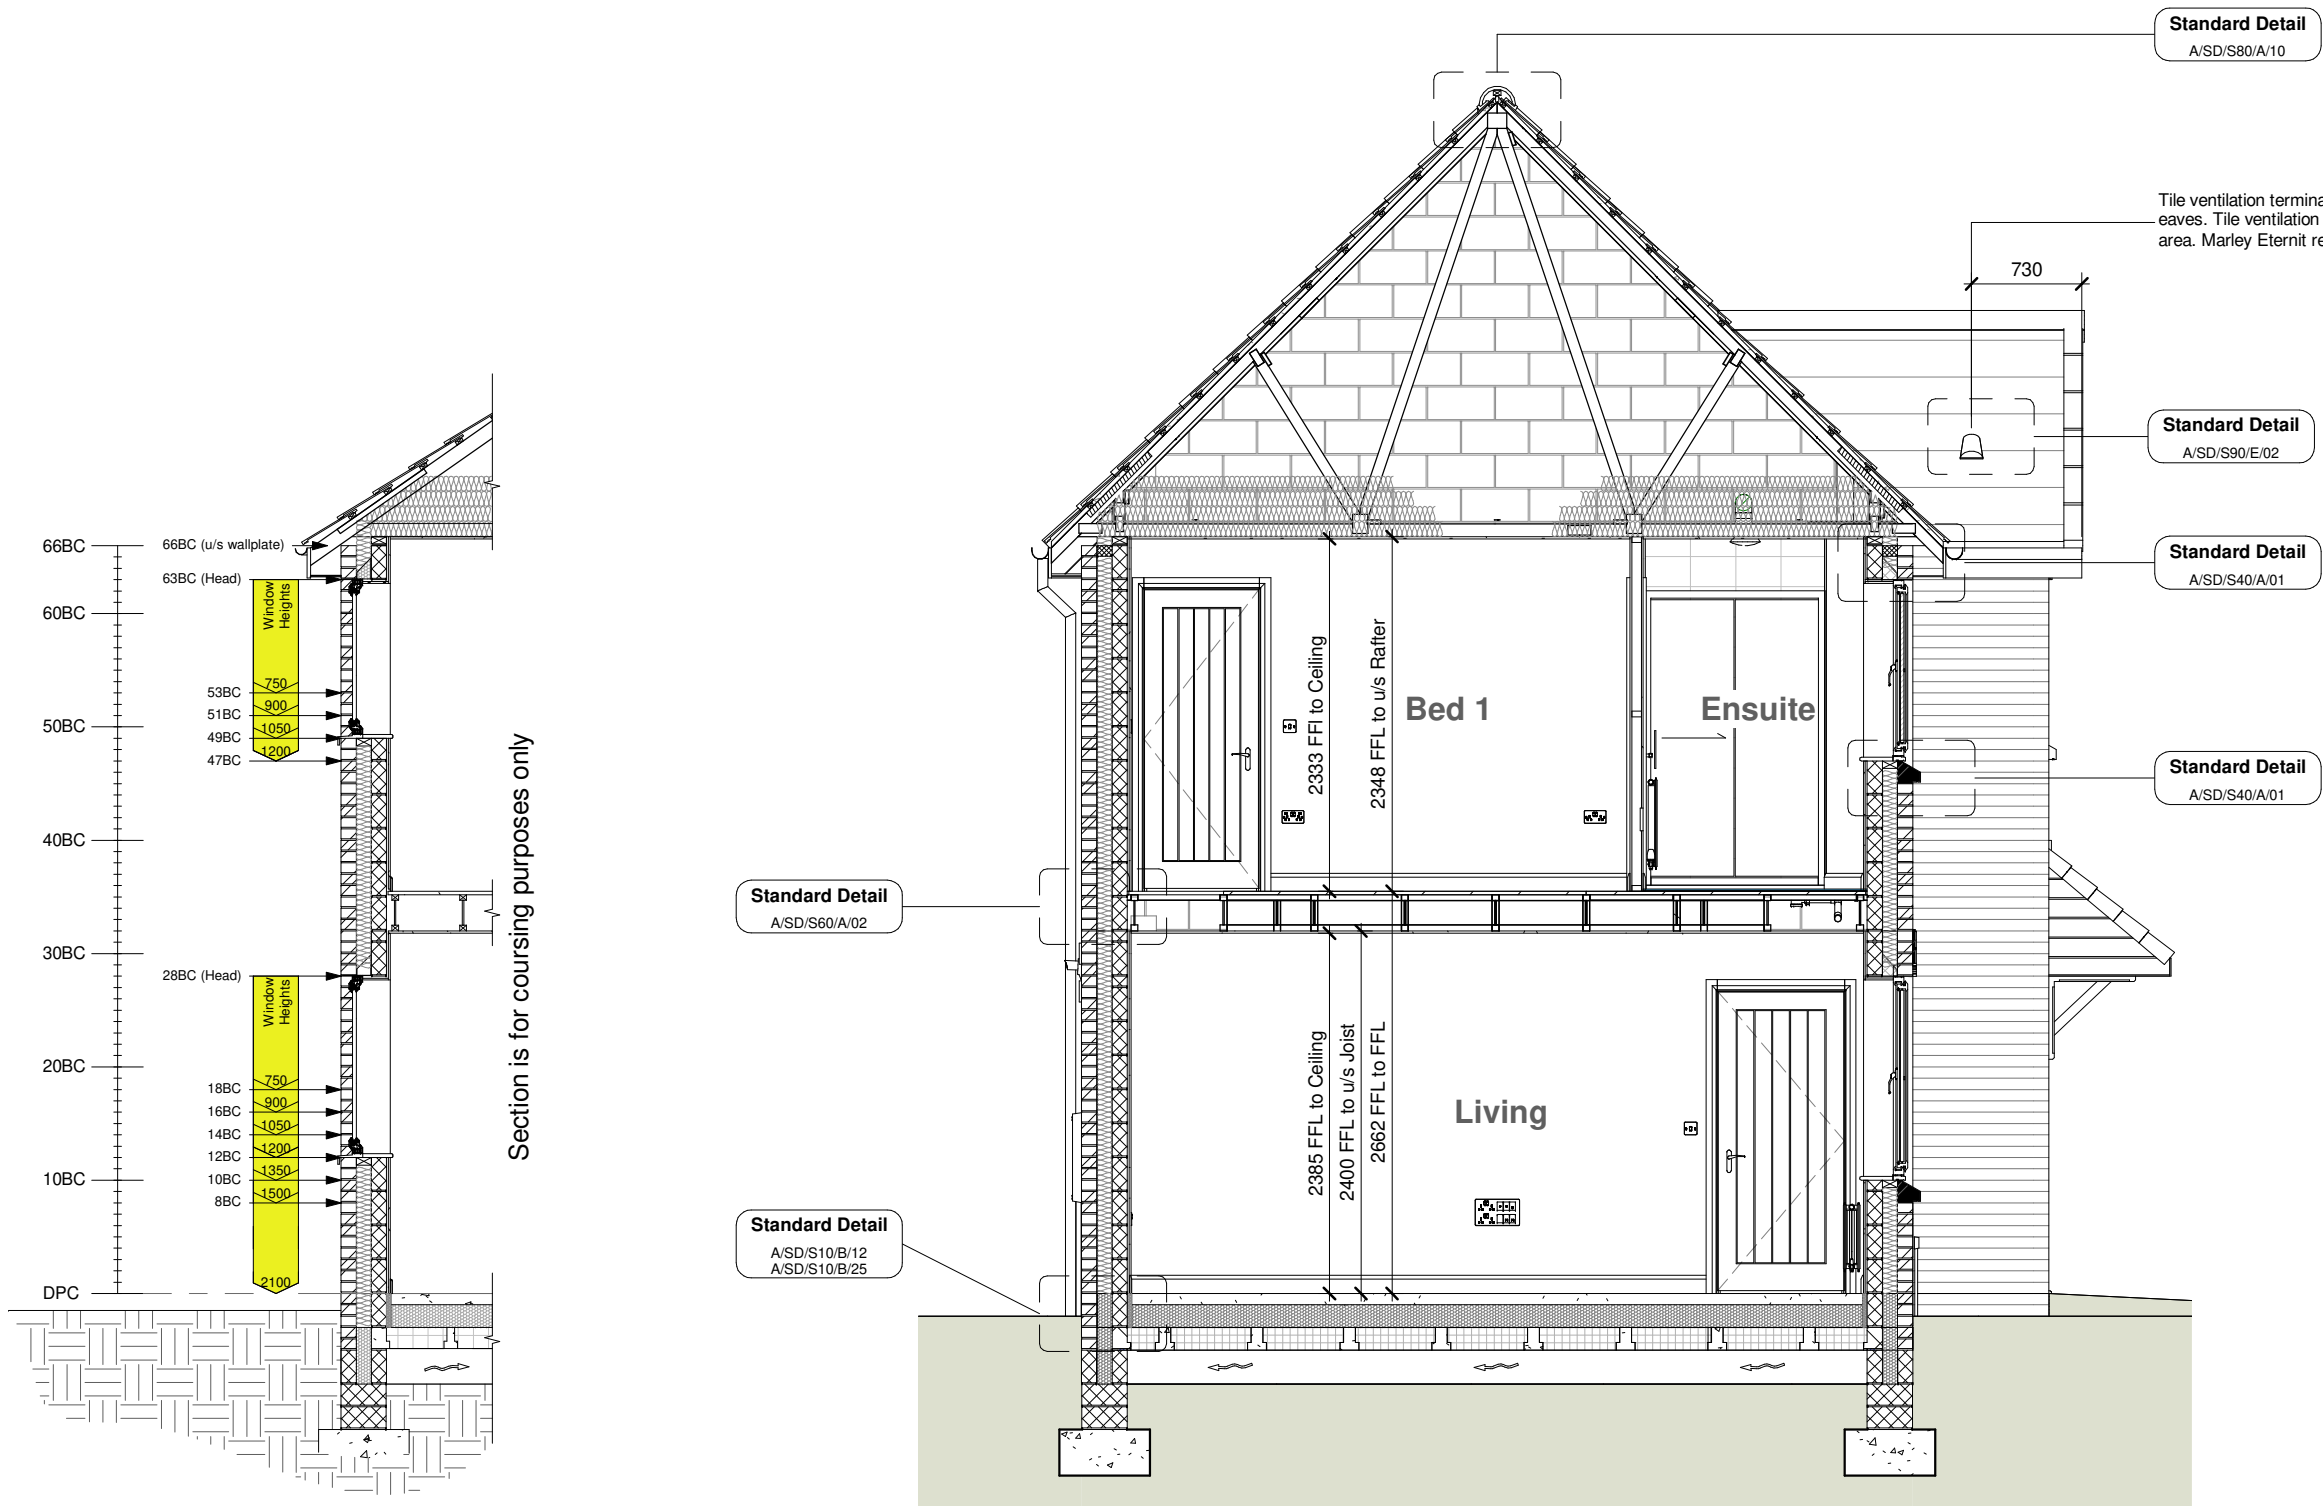 Standard Detail
A/SD/S80/A/10
Tile ventilation
eaves. Tile ventilation
area. Marley Eternit
730
Standard Detail
A/SD/S90/E/02
Standard Detail
A/SD/S40/A/01
Standard Detail
A/SD/S40/A/01
Standard Detail
A/SD/S60/A/02
Standard Detail
A/SD/S10/B/12
A/SD/S10/B/25
66BC
60BC
50BC
40BC
30BC
20BC
10BC
DPC
66BC (u/s wallplate)
63BC (Head)
Window
Heights
750
53BC
900
51BC
1050
49BC
1200
47BC
28BC (Head)
Window
Heights
750
18BC
900
16BC
1050
14BC
1200
12BC
1350
10BC
1500
8BC
2100
Section is for coursing purposes only
2333 FFl to Ceiling
2348 FFL to u/s Rafter
Bed 1
Ensuite
2385 FFL to Ceiling
2400 FFL to u/s Joist
2662 FFL to FFL
Living